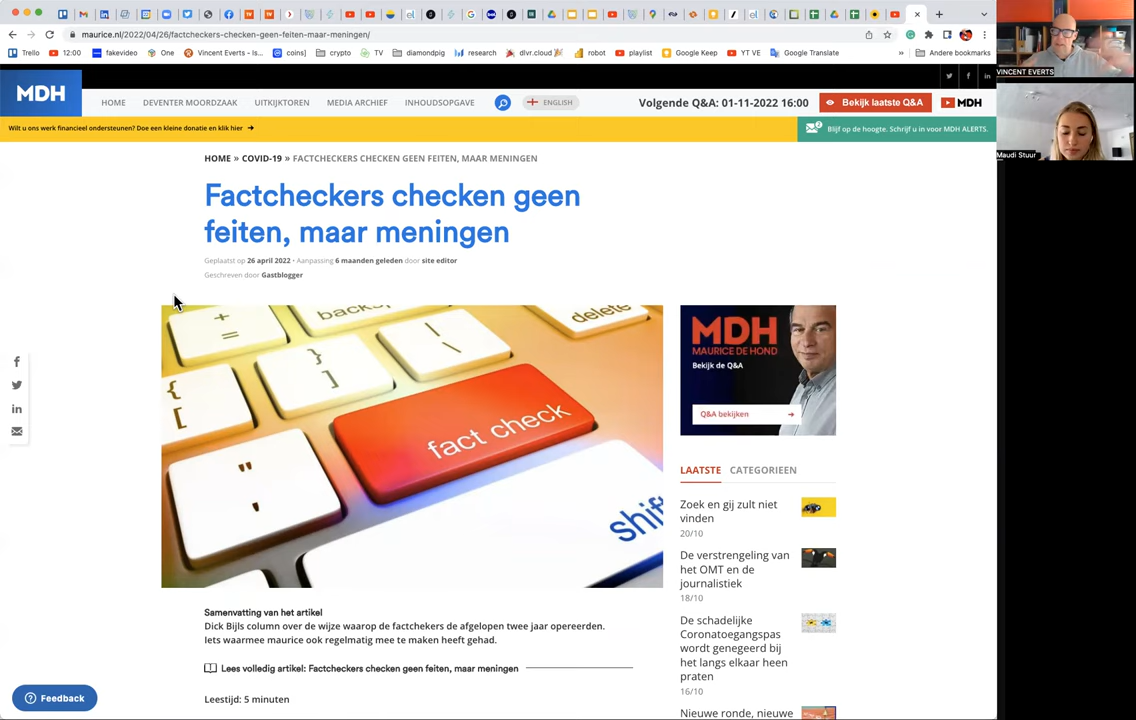 maurice.nl/2022/04/26/factcheckers-checken-geen-feiten-maar-meningen/
Trello
12:00
fakevideo
One
Vincent Everts - Is...
coins]
crypto
TV
diamondpig
research
divr.cloud
robot
playlist
Google Keep
YT VE
Google Translate
»
Andere bookmarks
VINCENT EVERTS
Maudi Stuur
MDH
HOME
DEVENTER MOORDZAAK
UITKIJKTOREN
MEDIA ARCHIEF
INHOUDSOPGAVE
ENGLISH
Volgende Q&A: 01-11-2022 16:00
Bekijk laatste Q&A
MDH
Wilt u ons werk financieel ondersteunen? Doe een kleine donatie en klik hier
Blijf op de hoogte. Schrijf u in voor MDH ALERTS.
HOME » COVID-19 » FACTCHECKERS CHECKEN GEEN FEITEN, MAAR MENINGEN
Factcheckers checken geen
feiten, maar meningen
Geplaatst op 26 april 2022 • Aanpassing 6 maanden geleden door site editor
Geschreven door Gastblogger
+
=
backs
delete
}
]
|
\
{
[
fact check
"
'
shift
MDH
MAURICE DE HOND
Bekijk de Q&A
Q&A bekijken
LAATSTE
CATEGORIEEN
Zoek en gij zult niet
vinden
20/10
De verstrengeling van
het OMT en de
journalistiek
18/10
De schadelijke
Coronatoegangspas
wordt genegeerd bij
het langs elkaar heen
praten
16/10
Nieuwe ronde, nieuwe
Samenvatting van het artikel
Dick Bijls column over de wijze waarop de factcheckers de afgelopen twee jaar opereerden.
Iets waarmee maurice ook regelmatig mee te maken heeft gehad.
Lees volledig artikel: Factcheckers checken geen feiten, maar meningen
Leestijd: 5 minuten
Feedback